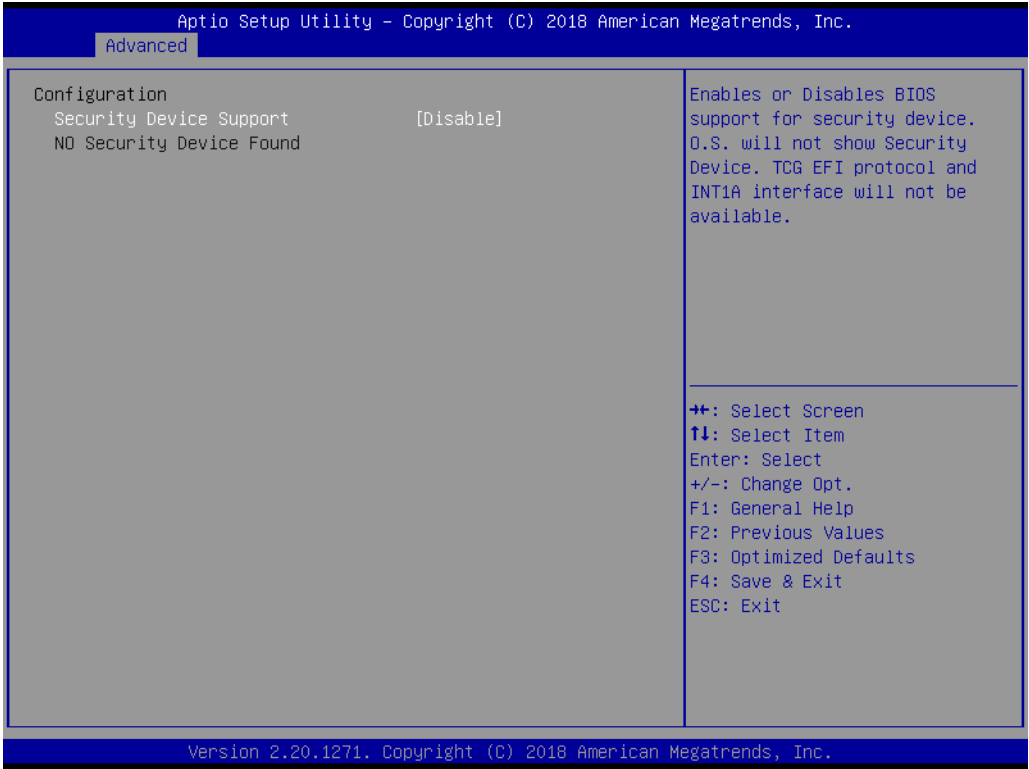 Aptio Setup Utility – Copyright (C) 2018 American Megatrends, Inc.
Advanced
Configuration
Security Device Support [Disable]
NO Security Device Found
Enables or Disables BIOS
support for security device.
O.S. will not show Security
Device. TCG EFI protocol and
INT1A interface will not be
available.
→←: Select Screen
↑↓: Select Item
Enter: Select
+/-: Change Opt.
F1: General Help
F2: Previous Values
F3: Optimized Defaults
F4: Save & Exit
ESC: Exit
Version 2.20.1271. Copyright (C) 2018 American Megatrends, Inc.